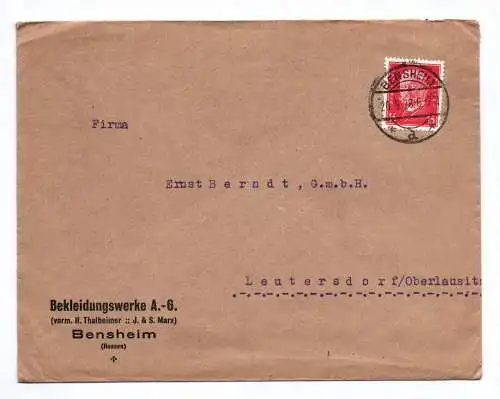 BENSHEIM
Firma
Ernst Berndt, G.m.b.H.
Leutersdorf/Oberlausitz
Bekleidungswerke A.-G.
(vorm. H. Thalheimer :: J. & S. Marx)
Bensheim
(Hessen)